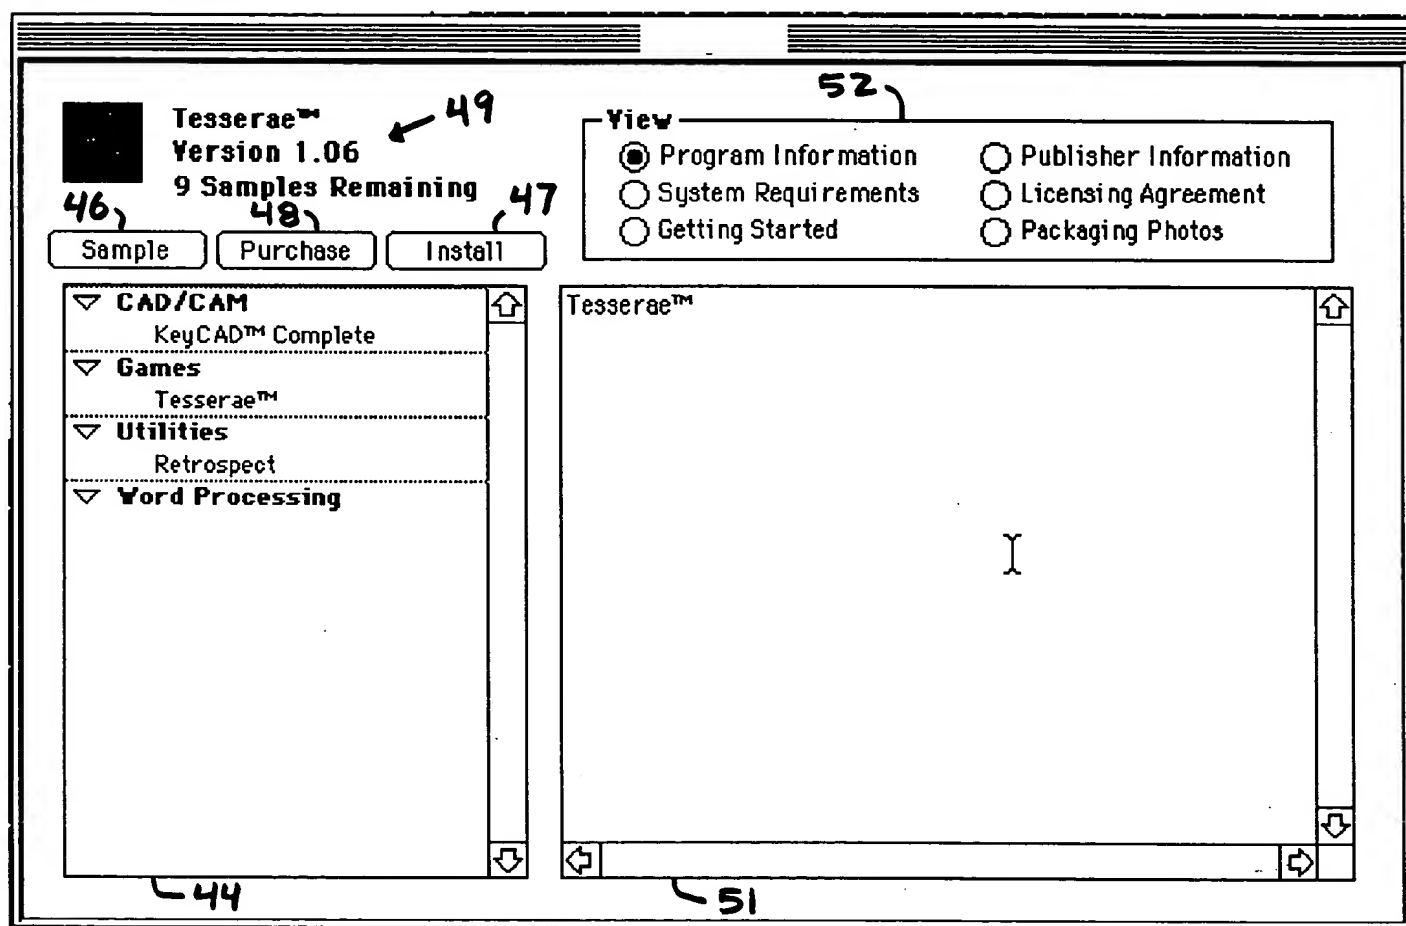 52
Tesserae™
49
Version 1.06
9 Samples Remaining
46
48
47
Sample
Purchase
Install
View
Program Information
Publisher Information
System Requirements
Licensing Agreement
Getting Started
Packaging Photos
CAD/CAM
KeyCAD™ Complete
Games
Tesserae™
Utilities
Retrospect
Word Processing
Tesserae™
44
51